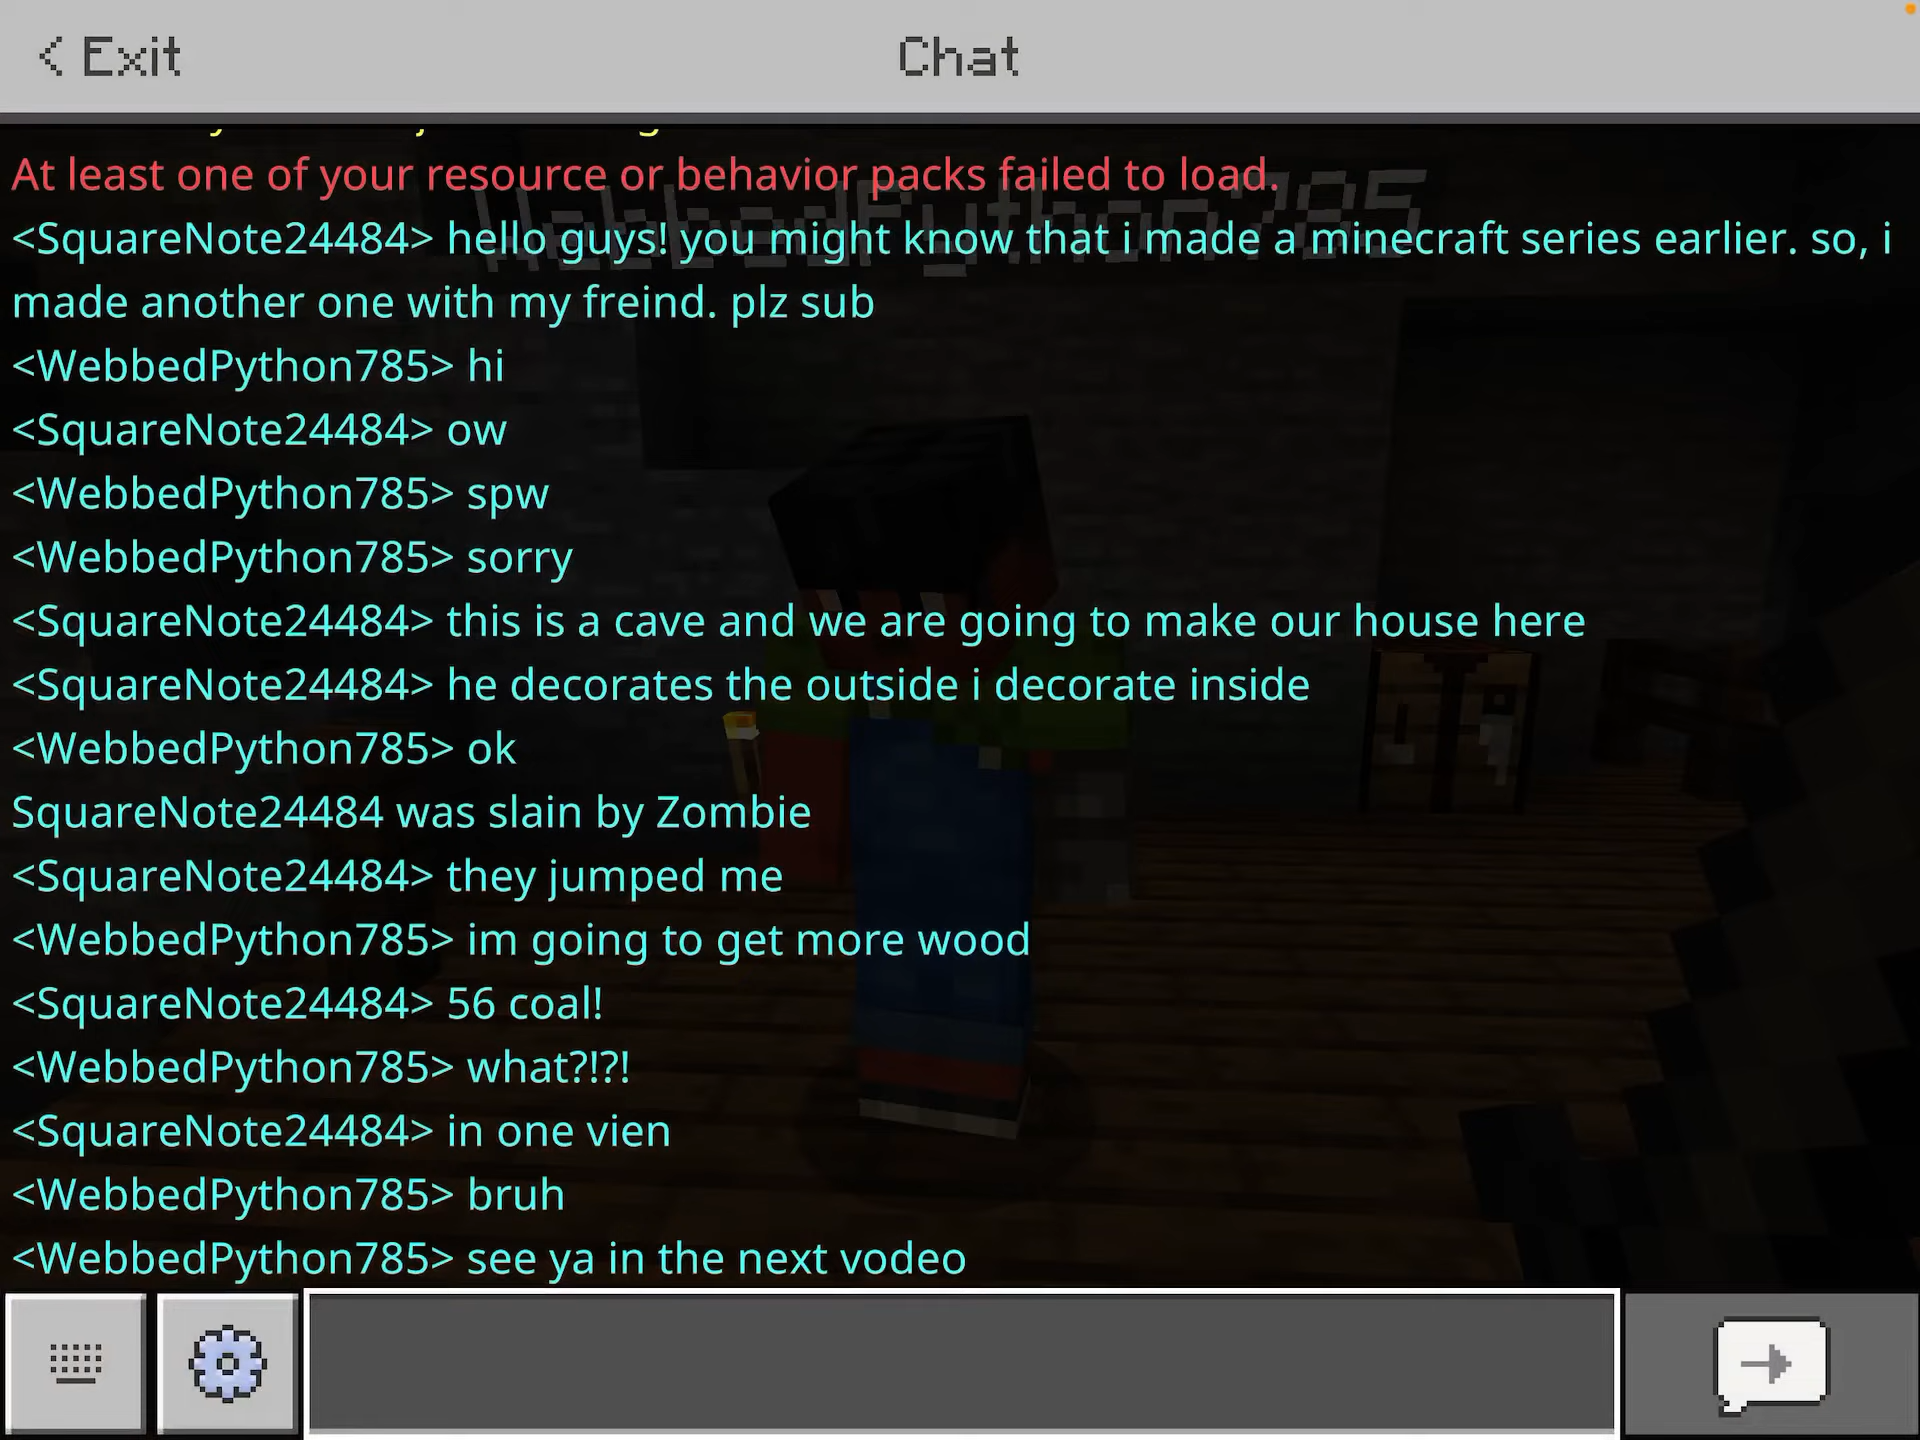 < Exit
Chat
At least one of your resource or behavior packs failed to load.
WebbedPython785
<SquareNote24484> hello guys! you might know that i made a minecraft series earlier. so, i
made another one with my freind. plz sub
<WebbedPython785> hi
<SquareNote24484> ow
<WebbedPython785> spw
<WebbedPython785> sorry
<SquareNote24484> this is a cave and we are going to make our house here
<SquareNote24484> he decorates the outside i decorate inside
<WebbedPython785> ok
SquareNote24484 was slain by Zombie
<SquareNote24484> they jumped me
<WebbedPython785> im going to get more wood
<SquareNote24484> 56 coal!
<WebbedPython785> what?!?!
<SquareNote24484> in one vien
<WebbedPython785> bruh
<WebbedPython785> see ya in the next vodeo